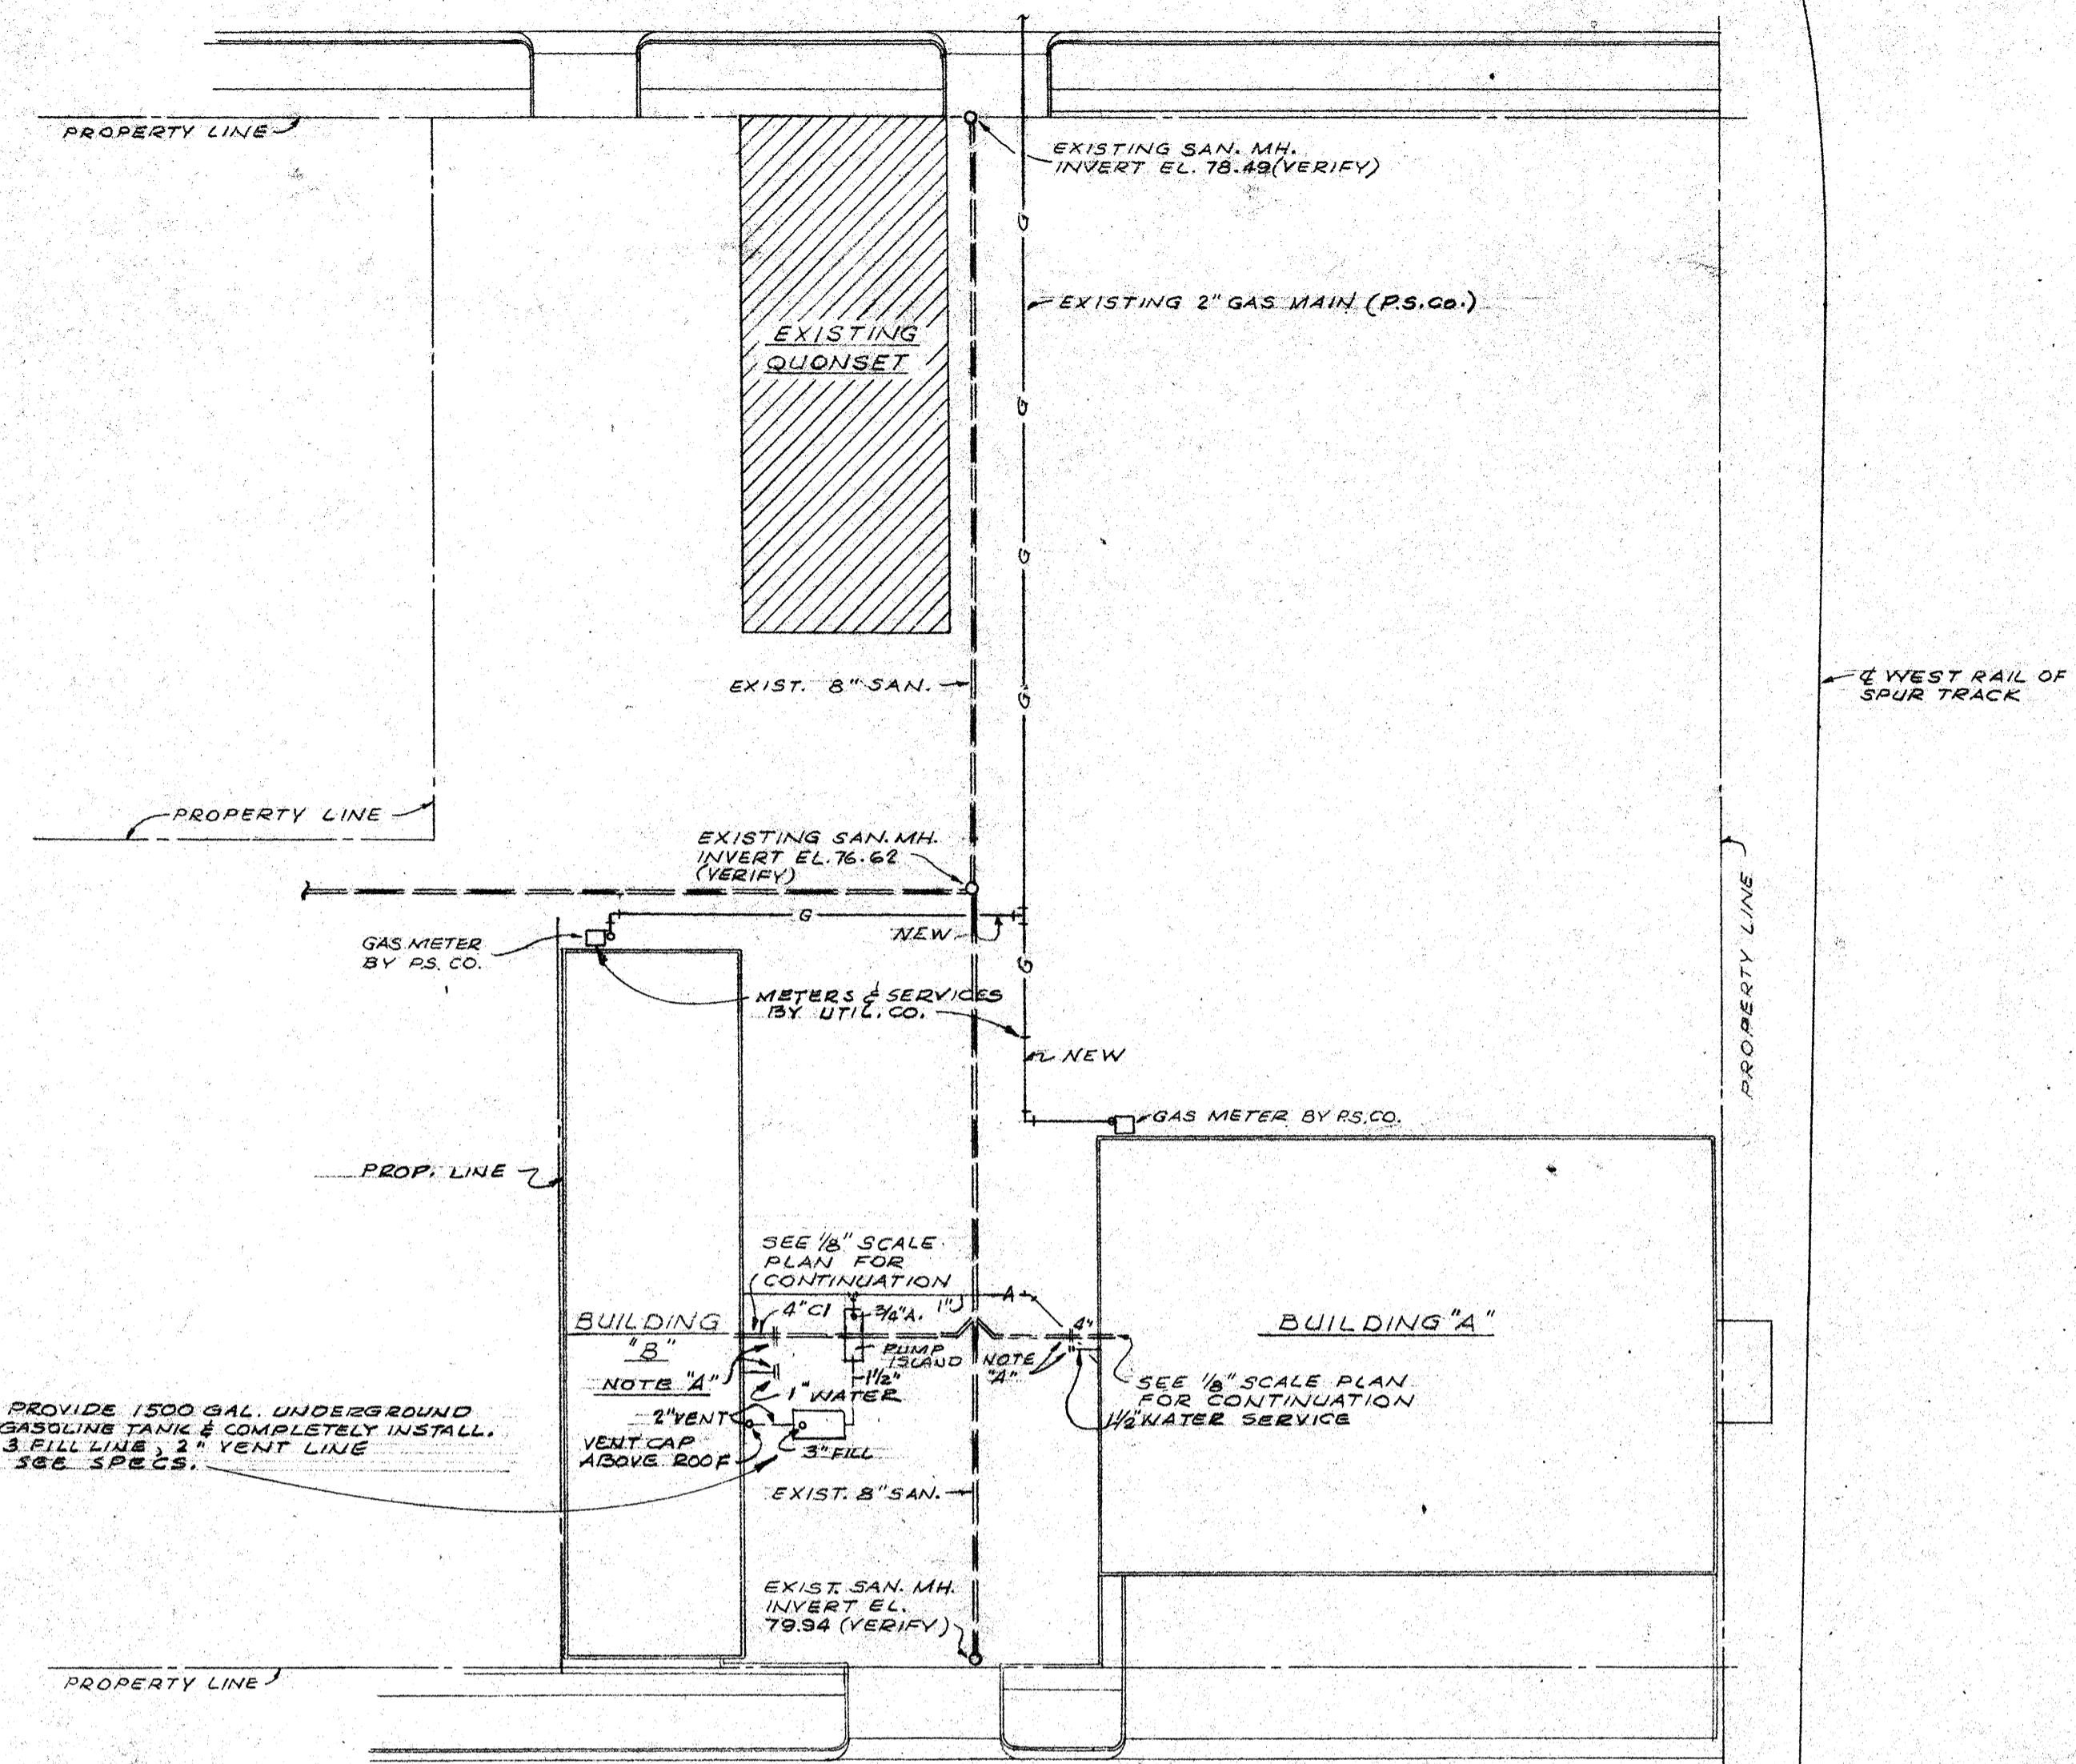 PROPERTY LINE
EXISTING SAN. MH.
INVERT EL. 78.49 (VERIFY)
G
EXISTING 2" GAS MAIN (P.S.CO.)
EXISTING
QUONSET
G
G
EXIST. 8" SAN.
G
℄ WEST RAIL OF
SPUR TRACK
PROPERTY LINE
EXISTING SAN. MH.
INVERT EL. 76.62
(VERIFY)
PROPERTY LINE
G
NEW
GAS METER
BY P.S. CO.
G
METERS & SERVICES
BY UTIL. CO.
NEW
GAS METER BY P.S.CO.
PROP. LINE
SEE 1/8" SCALE
PLAN FOR
CONTINUATION
A
4" CI
3/4" A.
1"
BUILDING
"B"
4"
BUILDING "A"
PUMP
ISLAND
NOTE
"A"
NOTE "A"
1 1/2"
1" WATER
SEE 1/8" SCALE PLAN
FOR CONTINUATION
1 1/2" WATER SERVICE
PROVIDE 1500 GAL. UNDERGROUND
GASOLINE TANK & COMPLETELY INSTALL.
3 FILL LINE, 2" VENT LINE
SEE SPECS.
2" VENT
VENT CAP
ABOVE ROOF
3" FILL
EXIST. 8" SAN.
EXIST. SAN. MH.
INVERT EL.
79.94 (VERIFY)
PROPERTY LINE